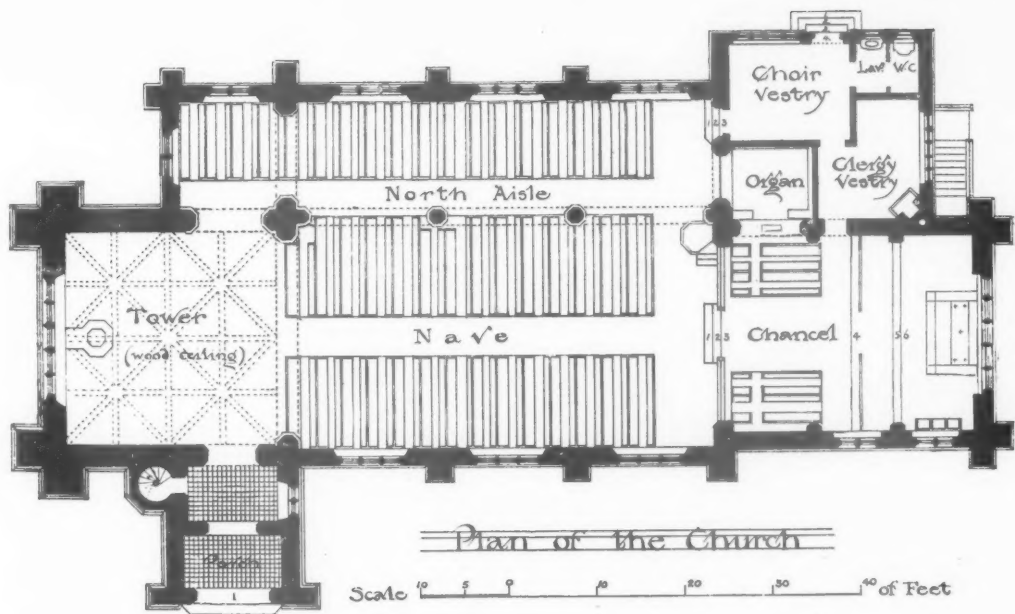 Choir
Vestry
Lav.
W.C
1 2 3
Clergy
Vestry
Organ
North Aisle
Tower
(wood ceiling)
Nave
1 2 3
Chancel
4
5 6
Porch
1
Plan of the Church
Scale 10 5 0 10 20 30 40 of Feet